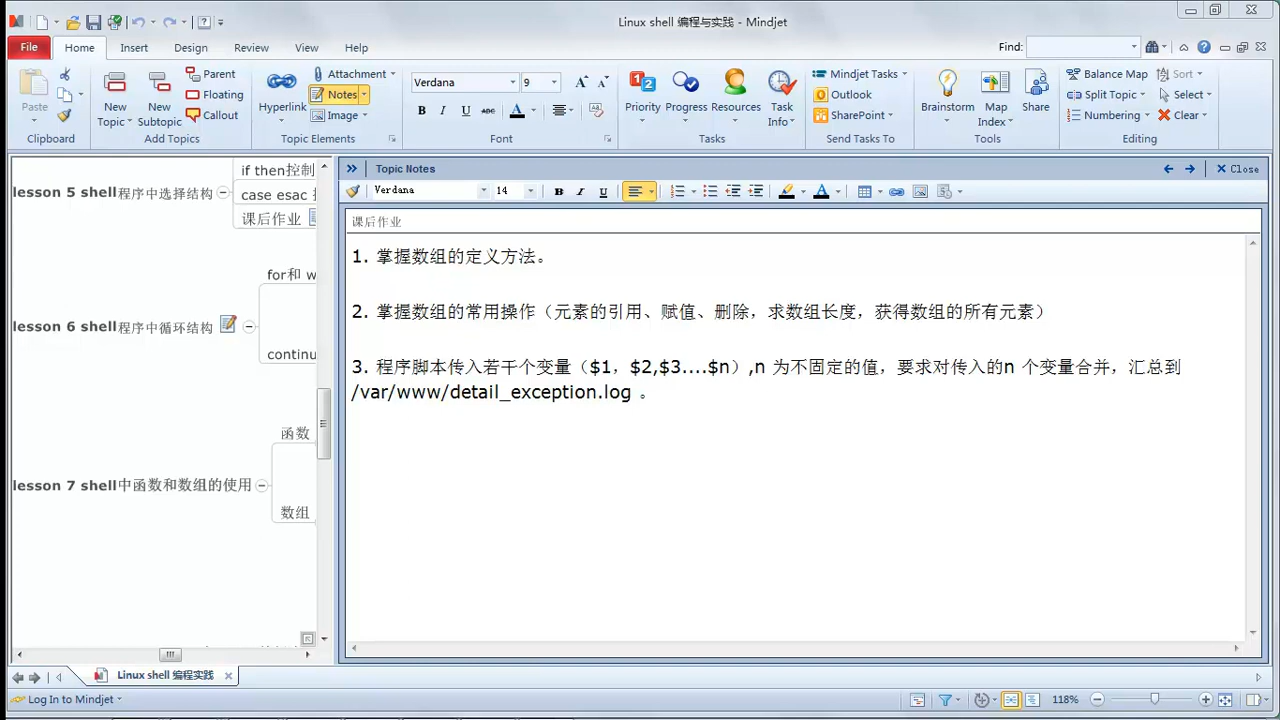 Linux shell 编程与实践 - Mindjet
File
Home
Insert
Design
Review
View
Help
Find:
Paste
Clipboard
New Topic
New Subtopic
Parent
Floating
Callout
Add Topics
Hyperlink
Attachment
Notes
Image
Topic Elements
Verdana
9
B I U abc A
Font
Priority
Progress
Resources
Task Info
Tasks
Mindjet Tasks
Outlook
SharePoint
Send Tasks To
Brainstorm
Map Index
Share
Tools
Balance Map
Split Topic
Numbering
Sort
Select
Clear
Editing
lesson 5 shell程序中选择结构
if then控制
case esac
课后作业
for和 w
lesson 6 shell程序中循环结构
continu
函数
lesson 7 shell中函数和数组的使用
数组
Topic Notes
Close
Verdana
14
B I U
课后作业
1. 掌握数组的定义方法。
2. 掌握数组的常用操作（元素的引用、赋值、删除，求数组长度，获得数组的所有元素）
3. 程序脚本传入若干个变量（$1，$2,$3....$n）,n 为不固定的值，要求对传入的n 个变量合并，汇总到
/var/www/detail_exception.log 。
Linux shell 编程实践
Log In to Mindjet
118%